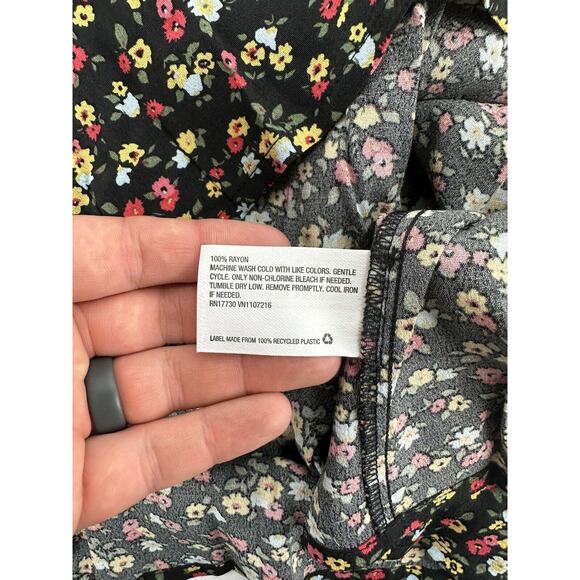 100% RAYON
MACHINE WASH COLD WITH LIKE COLORS. GENTLE
CYCLE. ONLY NON-CHLORINE BLEACH IF NEEDED.
TUMBLE DRY LOW. REMOVE PROMPTLY. COOL IRON
IF NEEDED.
RN17730 VN1107216
LABEL MADE FROM 100% RECYCLED PLASTIC